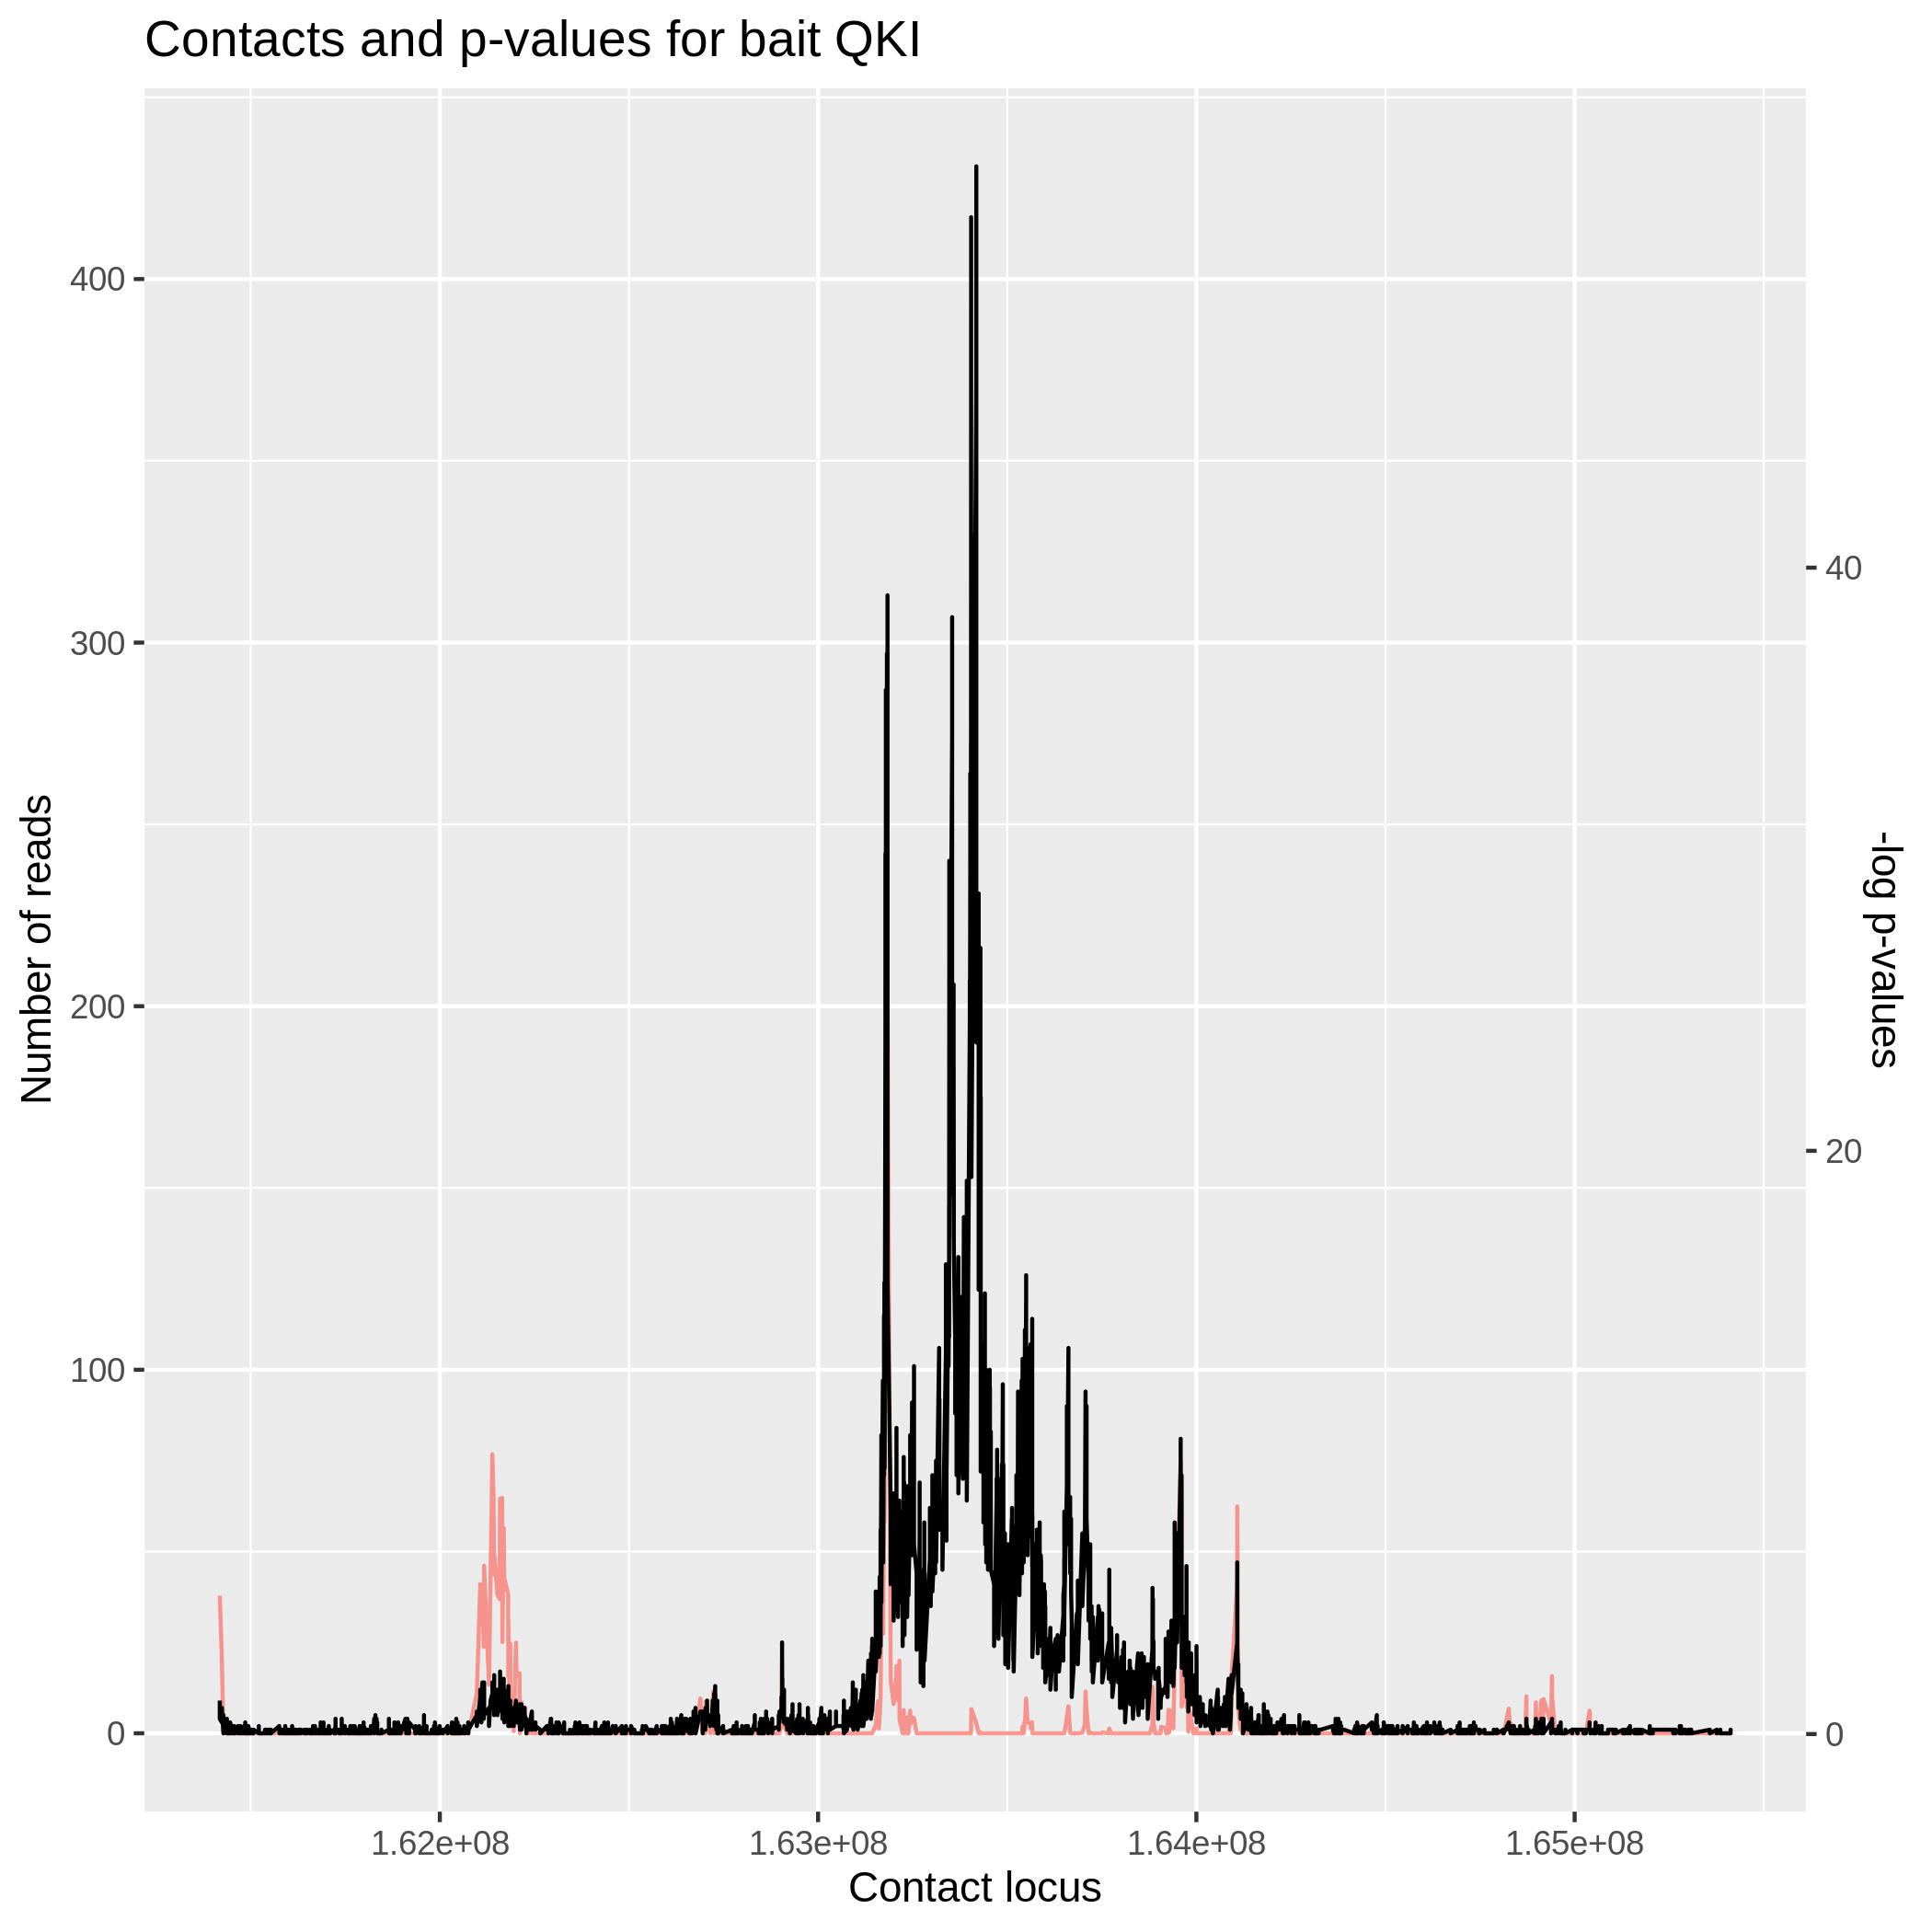 Contacts and p-values for bait QKI
Number of reads
400
300
200
100
0
40
20
0
-log p-values
1.62e+08
1.63e+08
1.64e+08
1.65e+08
Contact locus